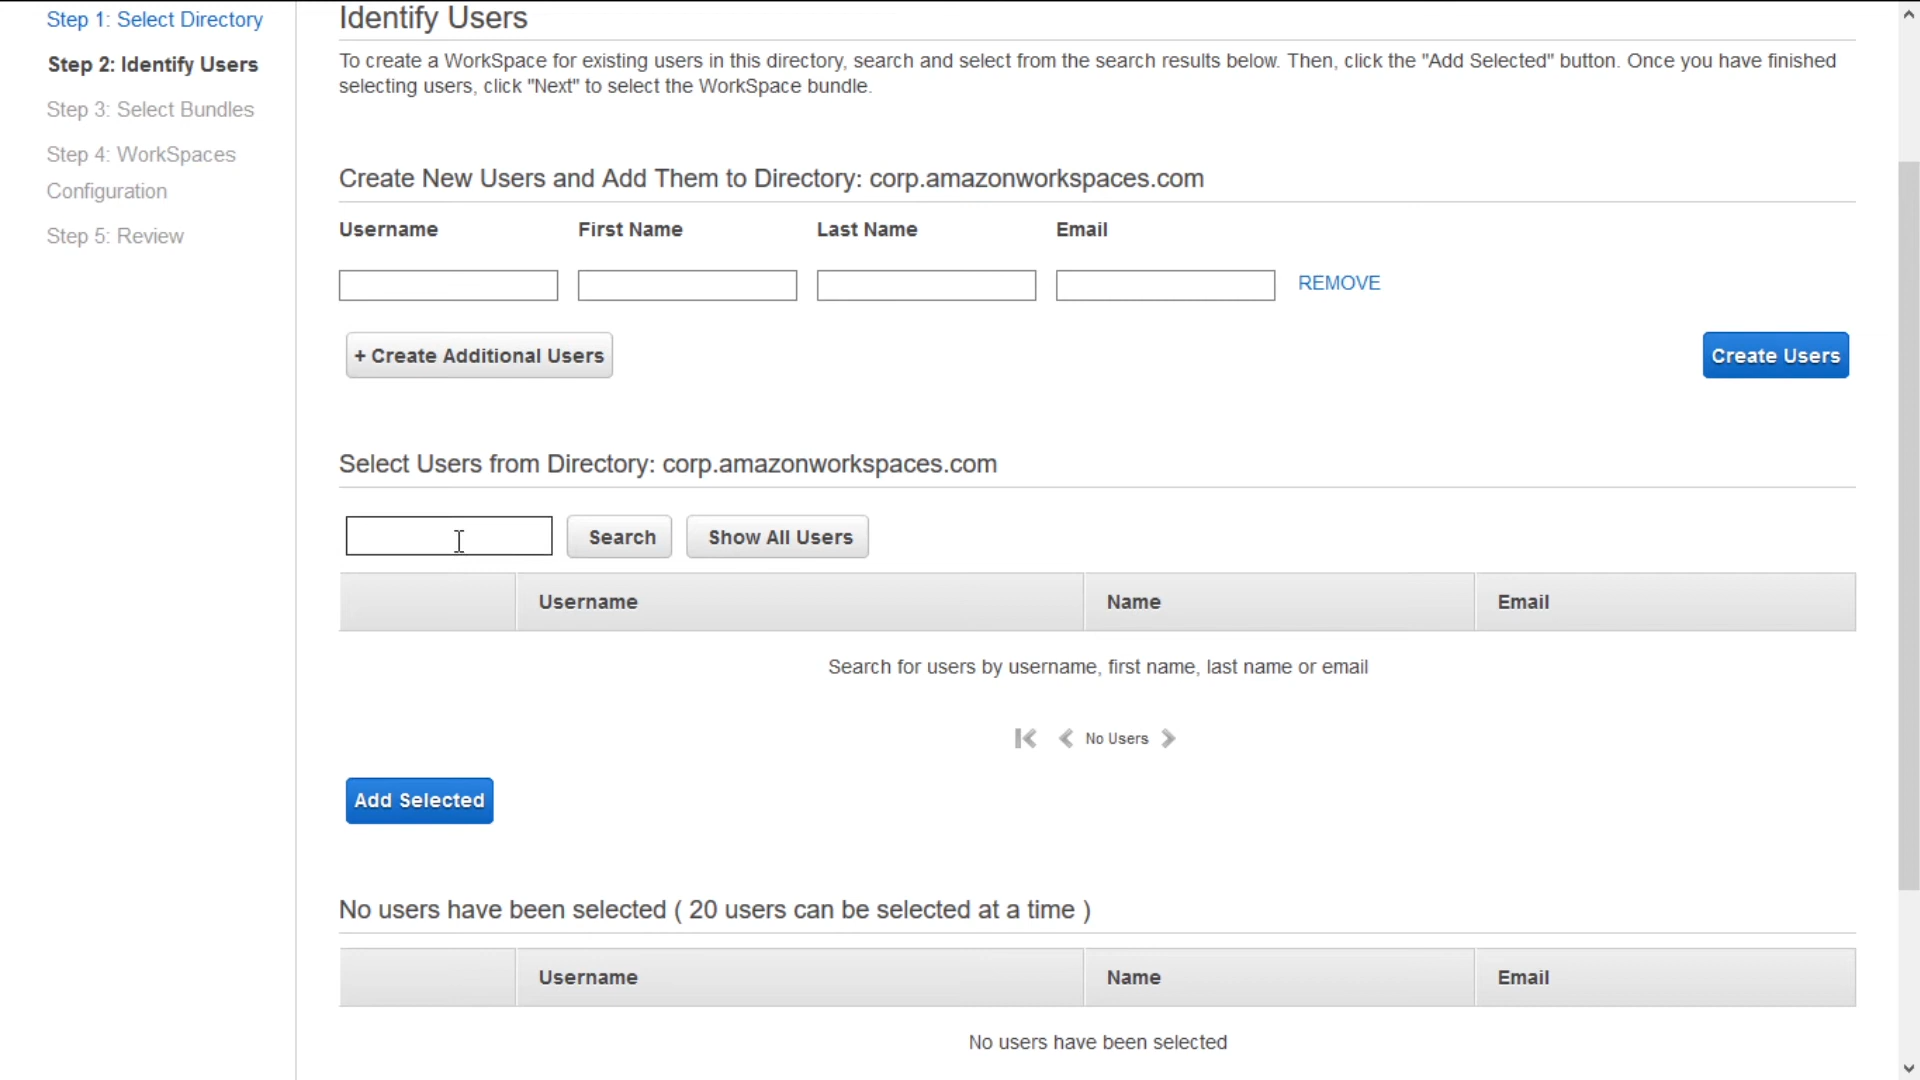 Step 1: Select Directory
Step 2: Identify Users
Step 3: Select Bundles
Step 4: WorkSpaces
Configuration
Step 5: Review
Identify Users
To create a WorkSpace for existing users in this directory, search and select from the search results below. Then, click the "Add Selected" button. Once you have finished
selecting users, click "Next" to select the WorkSpace bundle.
Create New Users and Add Them to Directory: corp.amazonworkspaces.com
Username First Name Last Name Email
REMOVE
+ Create Additional Users Create Users
Select Users from Directory: corp.amazonworkspaces.com
Search Show All Users
Username Name Email
Search for users by username, first name, last name or email
No Users
Add Selected
No users have been selected ( 20 users can be selected at a time )
Username Name Email
No users have been selected